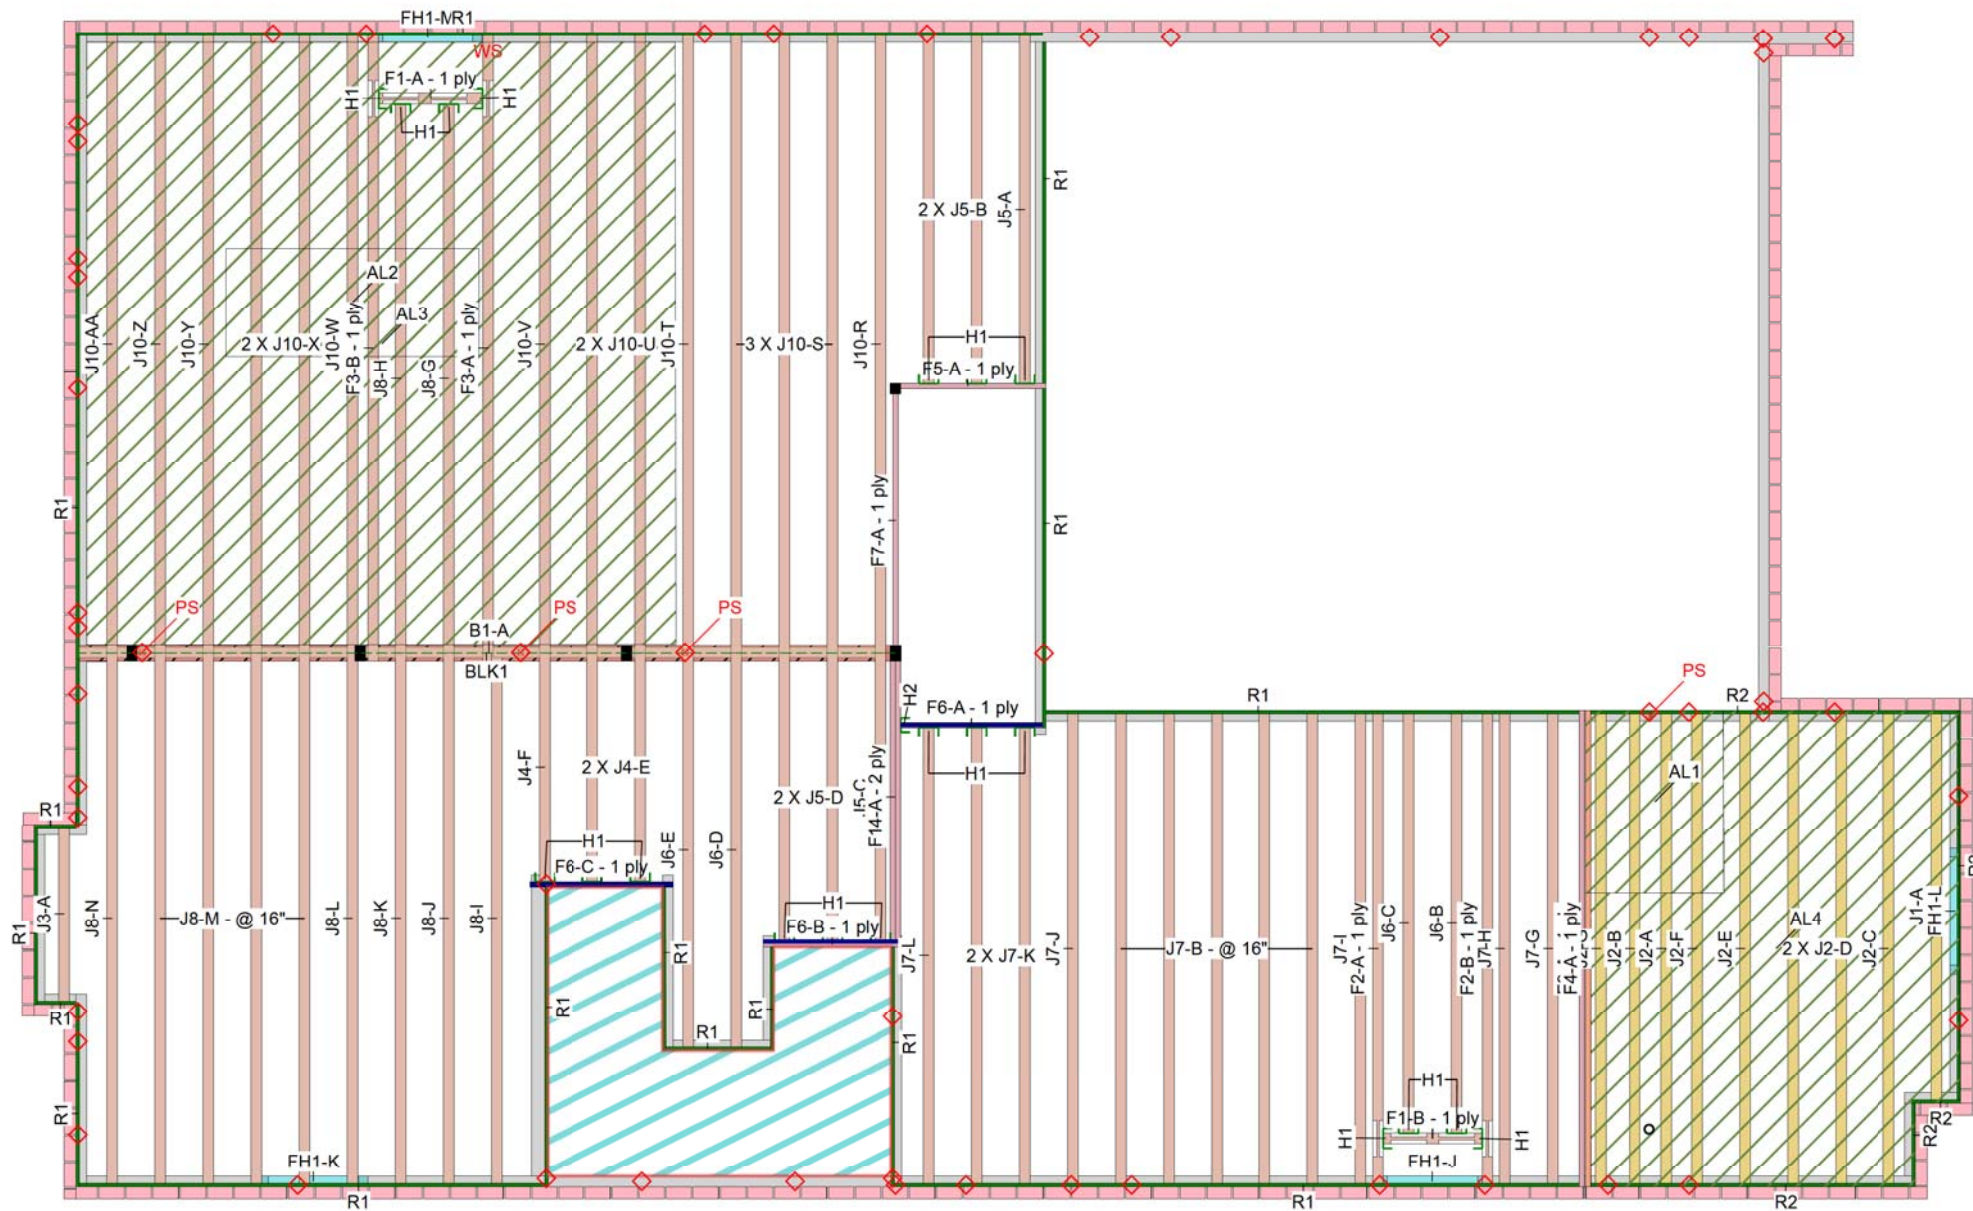 FH1-M
R1
WS
F1-A - 1 ply
H1
H1
H1
R1
2 X J5-B
J5-A
AL2
AL3
J10-AA
J10-Z
J10-Y
2 X J10-X
J10-W
F3-B - 1 ply
J8-H
J8-G
F3-A - 1 ply
J10-V
2 X J10-U
J10-T
3 X J10-S
J10-R
H1
F5-A - 1 ply
R1
F7-A - 1 ply
R1
PS
PS
PS
B1-A
BLK1
PS
H2
F6-A - 1 ply
R1
R2
H1
J4-F
2 X J4-E
2 X J5-D
J5-C
F14-A - 2 ply
AL1
R1
H1
F6-C - 1 ply
J6-E
J6-D
H1
F6-B - 1 ply
R1
J3-A
J8-N
J8-M - @ 16"
J8-L
J8-K
J8-J
J8-I
R1
R1
R1
J7-L
2 X J7-K
J7-J
J7-B - @ 16"
J7-I
F2-A - 1 ply
J6-C
J6-B
F2-B - 1 ply
J7-H
J7-G
F4-A - 1 ply
J2-B
J2-A
J2-F
J2-E
AL4
2 X J2-D
J2-C
J1-A
FH1-L
R1
R1
R1
R1
R1
H1
F1-B - 1 ply
H1
H1
R2
R2
FH1-K
FH1-J
R1
R1
R2